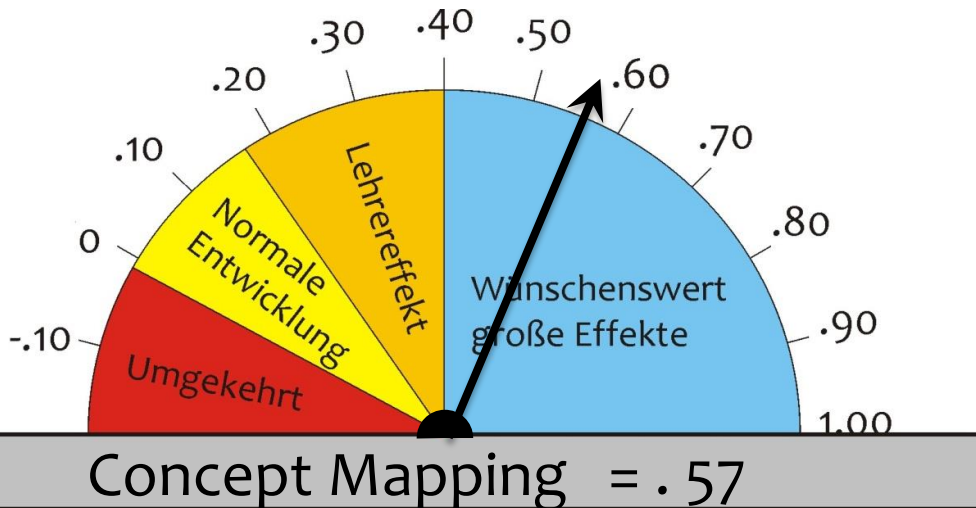 -.10
0
.10
.20
.30
.40
.50
.60
.70
.80
.90
1.00
Umgekehrt
Normale
Entwicklung
Lehrereffekt
Wünschenswert
große Effekte
Concept Mapping = . 57